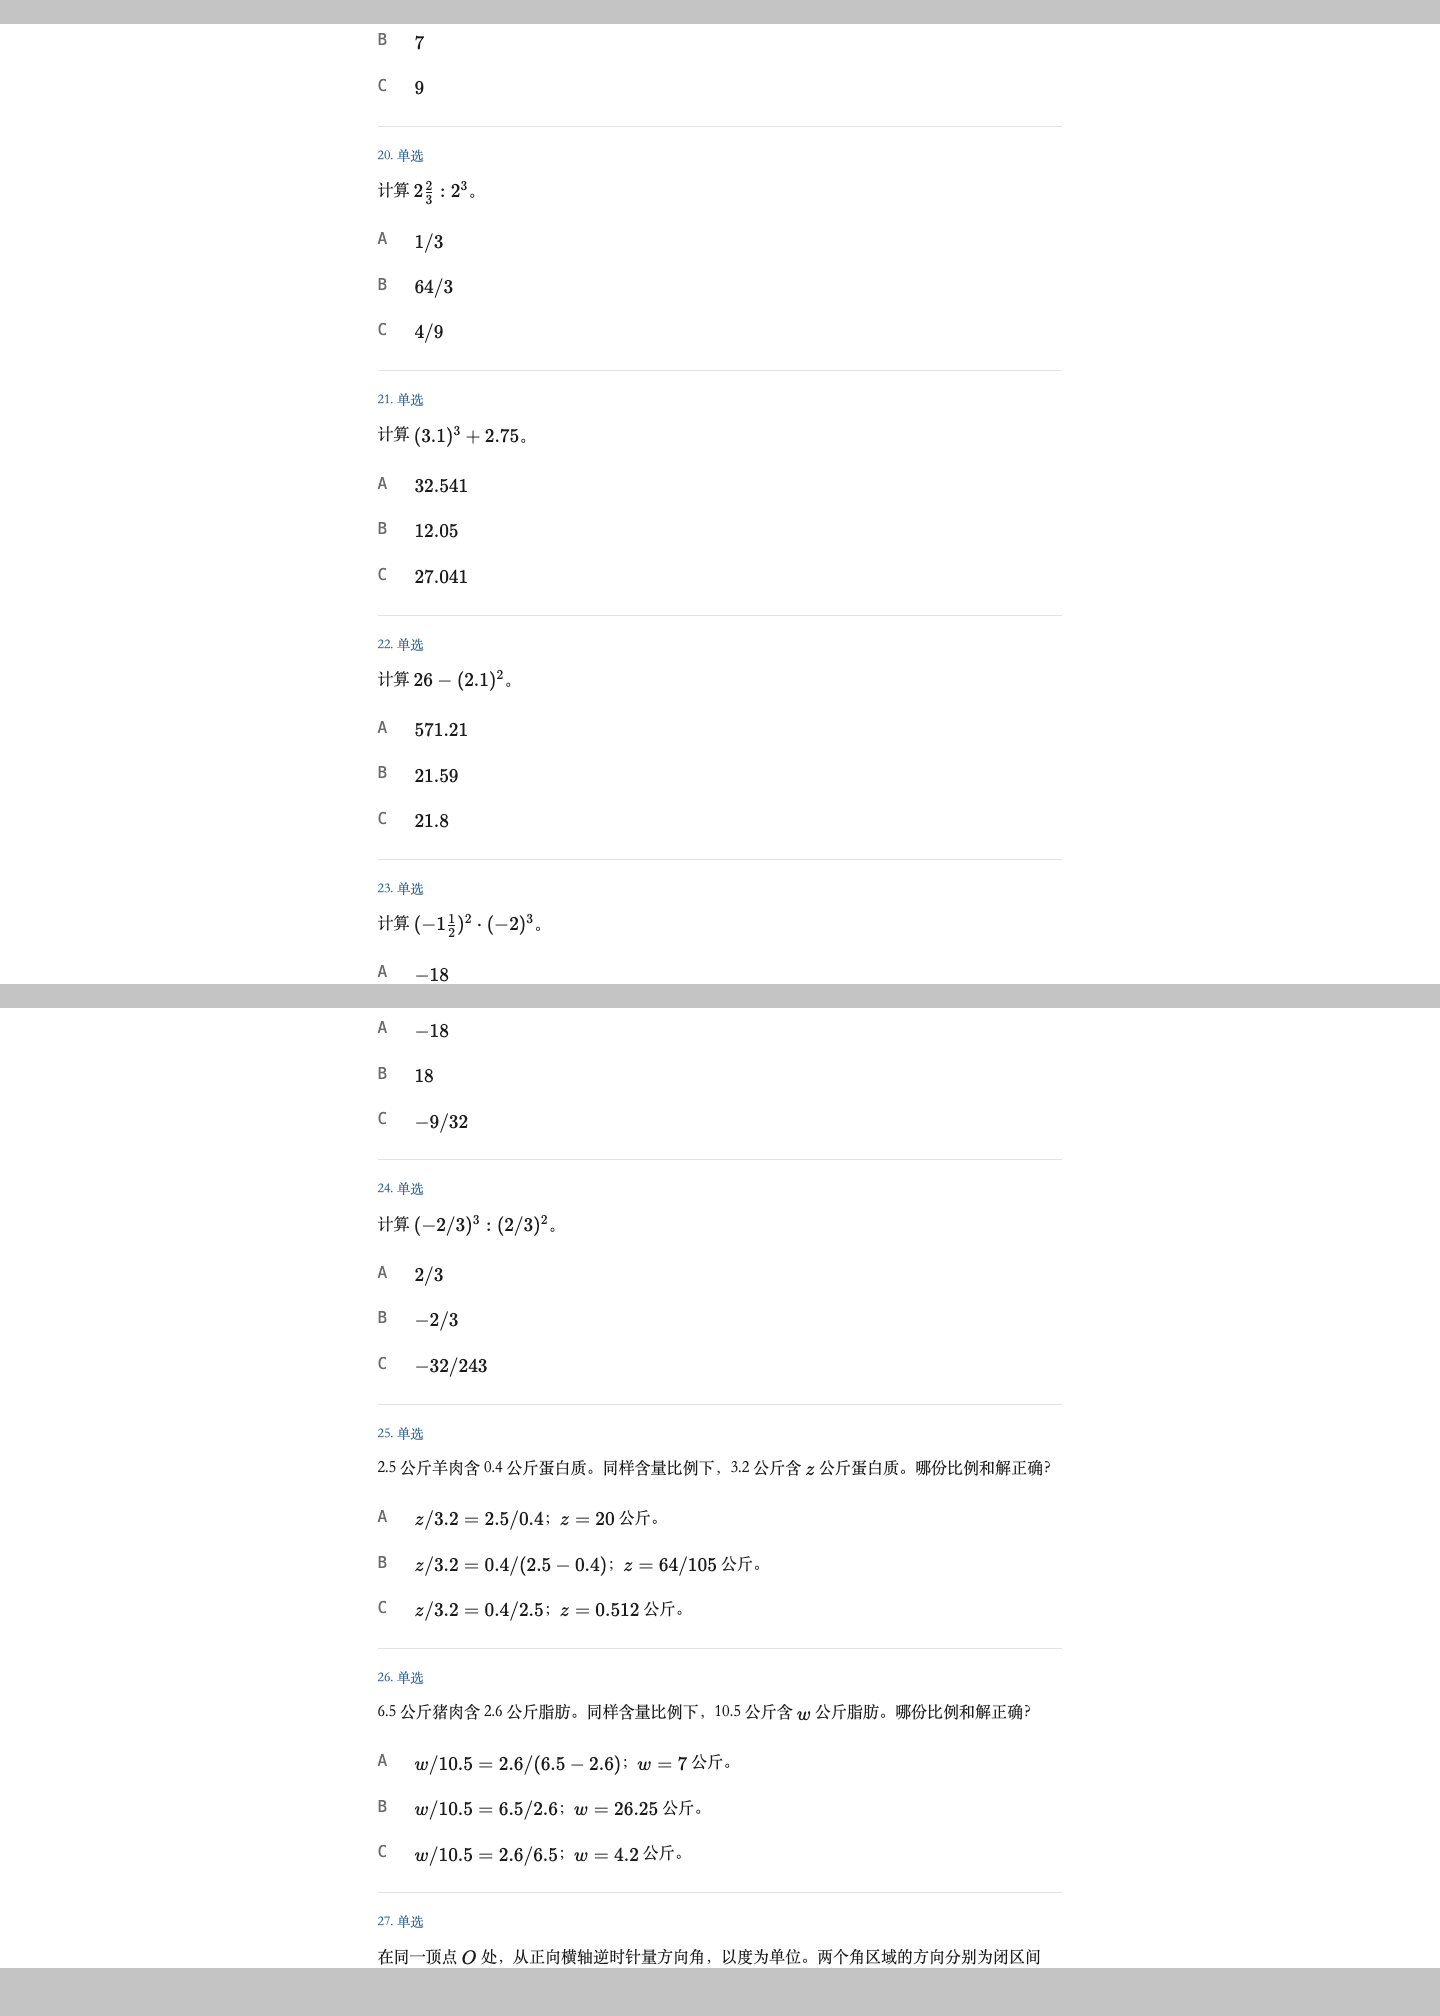 B 7
C 9
20. 单选
计算 $2\frac{2}{3} : 2^3$。
A 1/3
B 64/3
C 4/9
21. 单选
计算 $(3.1)^3 + 2.75$。
A 32.541
B 12.05
C 27.041
22. 单选
计算 $26 - (2.1)^2$。
A 571.21
B 21.59
C 21.8
23. 单选
计算 $(-1\frac{1}{2})^2 \cdot (-2)^3$。
A −18
A −18
B 18
C −9/32
24. 单选
计算 $(-2/3)^3 : (2/3)^2$。
A 2/3
B −2/3
C −32/243
25. 单选
2.5 公斤羊肉含 0.4 公斤蛋白质。同样含量比例下，3.2 公斤含 z 公斤蛋白质。哪份比例和解正确?
A z/3.2 = 2.5/0.4；z = 20 公斤。
B z/3.2 = 0.4/(2.5 − 0.4)；z = 64/105 公斤。
C z/3.2 = 0.4/2.5；z = 0.512 公斤。
26. 单选
6.5 公斤猪肉含 2.6 公斤脂肪。同样含量比例下，10.5 公斤含 w 公斤脂肪。哪份比例和解正确?
A w/10.5 = 2.6/(6.5 − 2.6)；w = 7 公斤。
B w/10.5 = 6.5/2.6；w = 26.25 公斤。
C w/10.5 = 2.6/6.5；w = 4.2 公斤。
27. 单选
在同一顶点 O 处，从正向横轴逆时针量方向角，以度为单位。两个角区域的方向分别为闭区间